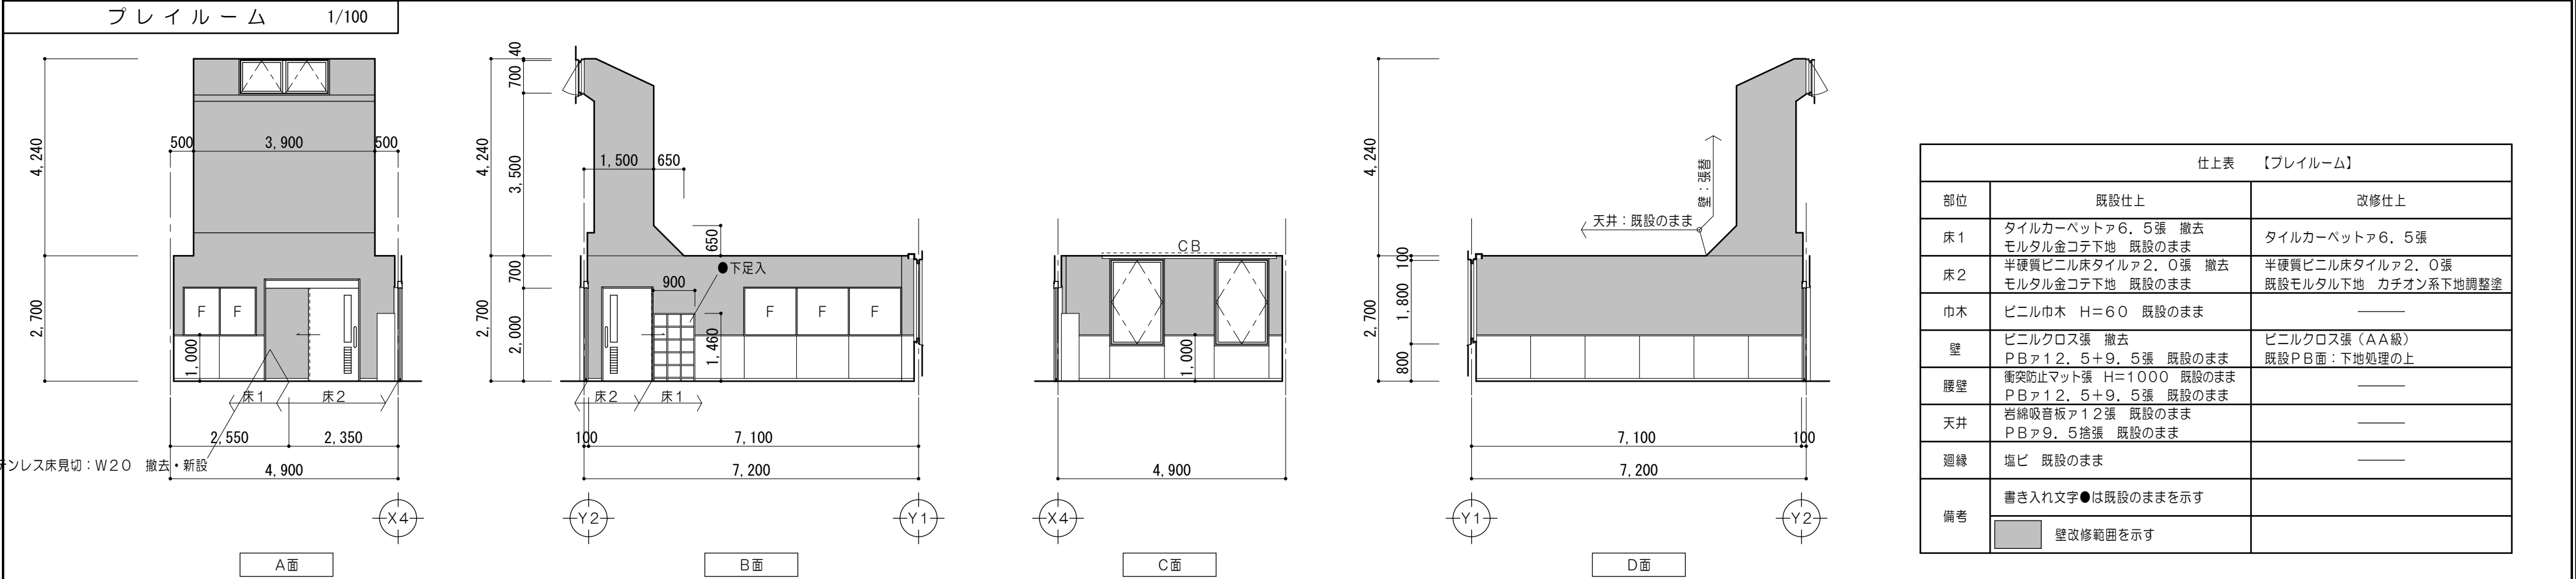 プレイルーム 1/100
4,240
2,700
500
3,900
500
F
F
1,000
床1
床2
2,550
2,350
テンレス床見切：W20 撤去・新設
4,900
X4
A面
40
700
3,500
4,240
700
2,000
2,700
1,500
650
650
●下足入
900
1,460
F
F
F
床2
床1
100
7,100
7,200
Y2
Y1
B面
CB
1,000
4,900
X4
C面
4,240
2,700
100
1,800
800
壁：張替
天井：既設のまま
7,100
100
7,200
Y1
Y2
D面
仕上表 【プレイルーム】
部位 既設仕上 改修仕上
床1
タイルカーペットァ6．5張 撤去
モルタル金コテ下地 既設のまま
タイルカーペットァ6．5張
床2
半硬質ビニル床タイルァ2．0張 撤去
モルタル金コテ下地 既設のまま
半硬質ビニル床タイルァ2．0張
既設モルタル下地 カチオン系下地調整塗
巾木 ビニル巾木 H=60 既設のまま ───
壁
ビニルクロス張 撤去
PBァ12．5+9．5張 既設のまま
ビニルクロス張（AA級）
既設PB面：下地処理の上
腰壁
衝突防止マット張 H=1000 既設のまま
PBァ12．5+9．5張 既設のまま
───
天井
岩綿吸音板ァ12張 既設のまま
PBァ9．5捨張 既設のまま
───
廻縁 塩ビ 既設のまま ───
備考
書き入れ文字●は既設のままを示す
壁改修範囲を示す